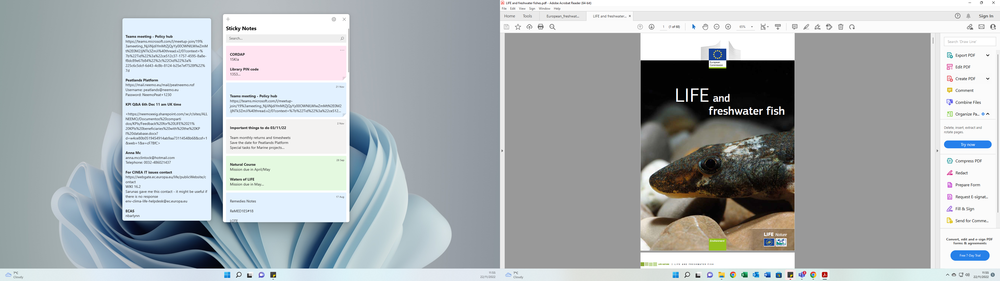 Teams meeting - Policy hub
https://teams.microsoft.com/l/meetup-join/19%
3ameeting_NjJiNjdiYmMtZjQyYy00OWNlLWIwZmM
tN2E0M2JjNTk3ZmJi%40thread.v2/0?context=%
7b%22Tid%22%3a%22ce512c37-1757-4595-8a8e-
f8dc89e67b84%22%2c%22Oid%22%3a%
225c6c5dcf-6d43-4c8b-8124-b25e7ef7528f%22%
7d
Peatlands Platform
https://mail.neemo.eu/mail/peatneemo.nsf
Username: peatlands@neemo.eu
Password: NeemoPeat+1230
KPI Q&A 6th Dec 11 am UK time
<https://neemoeeig.sharepoint.com/:w:/r/sites/ALL
NEEMO/Documentos%20comparti
dos/KPIs/Feedback%20for%20LIFE%2021%
20KPIs%20beneficiaries%20with%20the%20KP
I%20database.docx?
d=w4ce80b0519454914ab9aa73114548b68&csf=1
&web=1&e=cF7BfC>
Anna Mc
anna.mcclintock@hotmail.com
Telephone: 0032-486021437
For CINEA IT issues contact
https://webgate.ec.europa.eu/life/publicWebsite/c
ontact
WIKI 16.2
Sarunas gave me this contact - it might be useful if
there is no response
env-clima-life-helpdesk@ec.europa.eu
ECAS
nbarlynn
Sticky Notes
Search...
CORDAP
15K!a
Library PIN code
1353...
21 Nov
Teams meeting - Policy hub
https://teams.microsoft.com/l/meetup-
join/19%3ameeting_NjJiNjdiYmMtZjQyYy00OWNlLWIwZmMtN2E0M2
JjNTk3ZmJi%40thread.v2/0?context=%7b%22Tid%22%3a%22ce512...
2 Nov
Important things to do 03/11/22
Team monthly returns and timesheets
Save the date for Peatlands Platform
Special tasks for Marine projects...
28 Sep
Natural Course
Mission due in April/May
Waters of LIFE
Mission due in May...
17 Aug
Remedies Notes
ReMED1ES#18
LOTE
7°C
Cloudy
11:55
22/11/2022
LIFE and freshwater fishes.pdf - Adobe Acrobat Reader (64-bit)
File Edit View Sign Window Help
Home Tools European_freshwat... LIFE and freshwater... Sign In
1 (1 of 68) 65%
European
Commission
LIFE and
freshwater fish
LIFE Nature
Environment
LIFE NATURE | LIFE AND FRESHWATER FISH
Search 'Draw Line'
Export PDF
Edit PDF
Create PDF
Comment
Combine Files
Organize Pa...
Delete, insert, extract and
rotate pages.
Try now
Compress PDF
Redact
Prepare Form
Request E-signat...
Fill & Sign
Send for Comme...
Convert, edit and e-sign PDF
forms & agreements
Free 7-Day Trial
7°C
Cloudy
3
11:55
22/11/2022
5